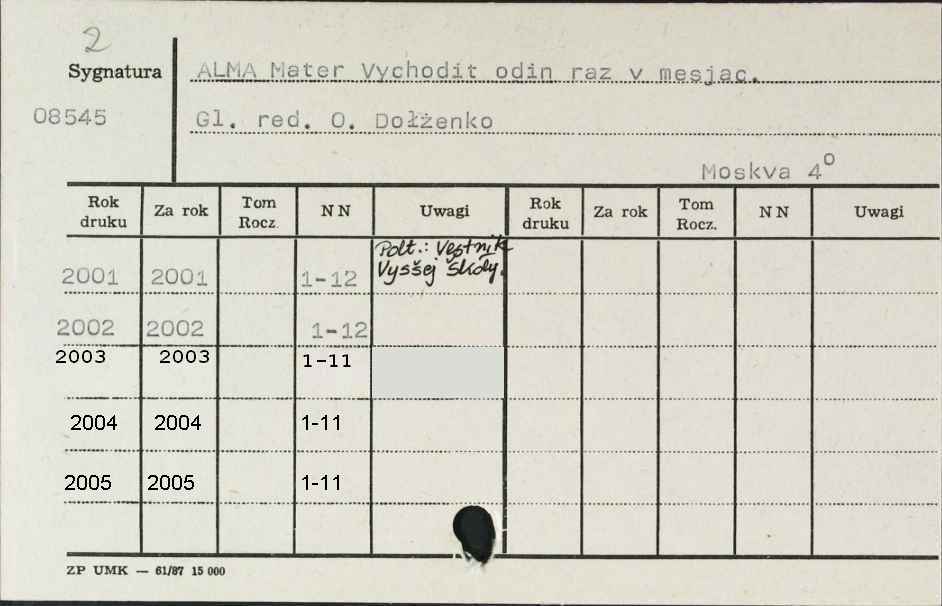 2
Sygnatura
ALMA Mater Vychodit odin raz v mesjac.
08545
Gl. red. O. Dołżenko
Moskva 4°
Rok druku Za rok Tom Rocz. NN Uwagi Rok druku Za rok Tom Rocz. NN Uwagi
Podt.: Vestnik
Vysšej školy.
2001 2001 1-12
2002 2002 1-12
2003 2003 1-11
2004 2004 1-11
2005 2005 1-11
ZP UMK — 61/87 15 000